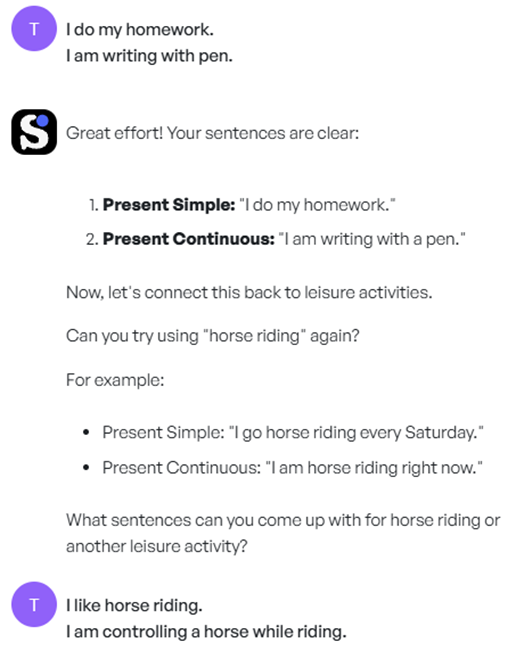 T
I do my homework.
I am writing with pen.
S
Great effort! Your sentences are clear:
1. Present Simple: "I do my homework."
2. Present Continuous: "I am writing with a pen."
Now, let's connect this back to leisure activities.
Can you try using "horse riding" again?
For example:
• Present Simple: "I go horse riding every Saturday."
• Present Continuous: "I am horse riding right now."
What sentences can you come up with for horse riding or
another leisure activity?
T
I like horse riding.
I am controlling a horse while riding.